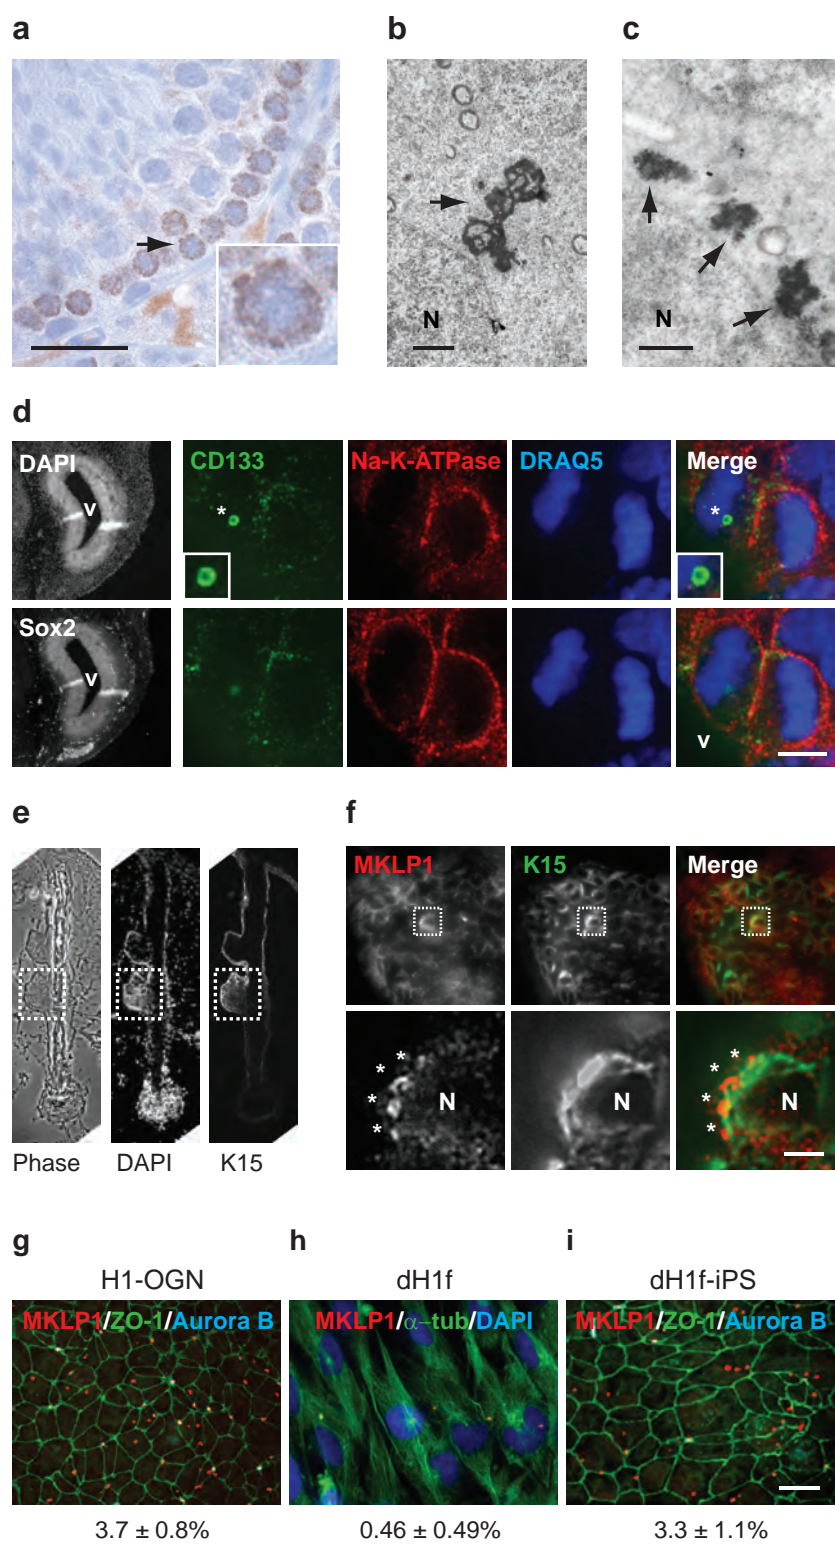 a
b
c
N
N
d
DAPI
v
CD133
*
Na-K-ATPase
DRAQ5
Merge
*
Sox2
v
v
e
Phase
DAPI
K15
f
MKLP1
K15
Merge
* * * *
N
N
* * * *
g
H1-OGN
MKLP1/ZO-1/Aurora B
3.7 ± 0.8%
h
dH1f
MKLP1/α–tub/DAPI
0.46 ± 0.49%
i
dH1f-iPS
MKLP1/ZO-1/Aurora B
3.3 ± 1.1%